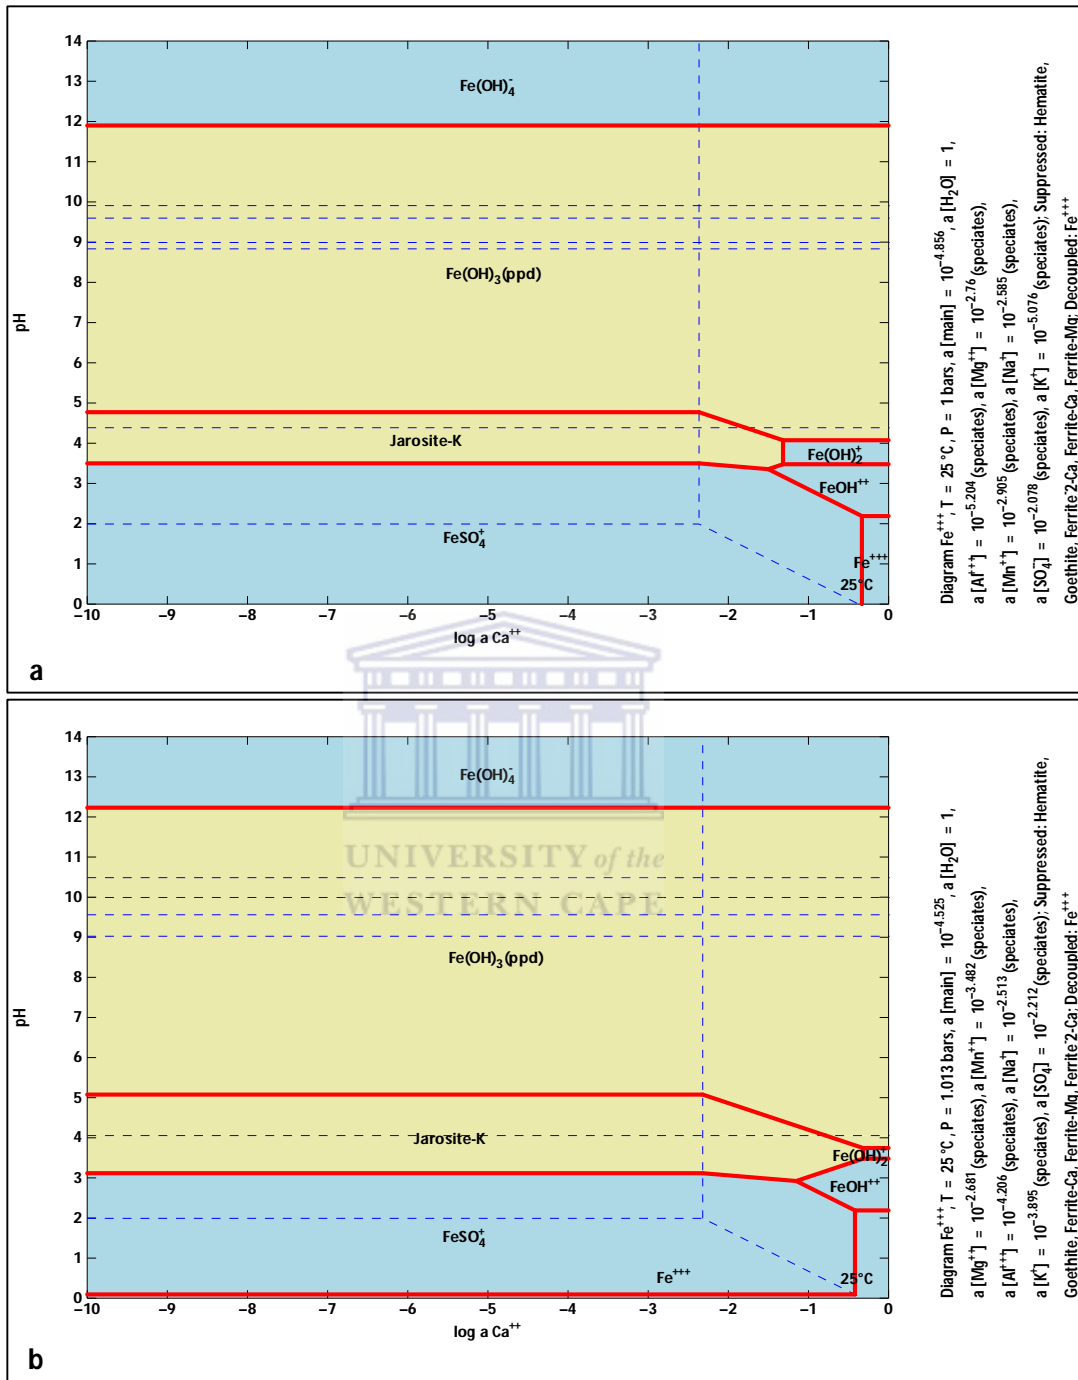 14
13
12
11
10
9
8
7
6
5
4
3
2
1
0
pH
Fe(OH)₄⁻
Fe(OH)₃(ppd)
Jarosite-K
Fe(OH)₂⁺
FeOH⁺⁺
FeSO₄⁺
Fe⁺⁺⁺
25°C
–10 –9 –8 –7 –6 –5 –4 –3 –2 –1 0
log a Ca⁺⁺
a
Diagram Fe⁺⁺⁺, T = 25 °C, P = 1 bars, a [main] = 10^–4.856, a [H₂O] = 1,
a [Al⁺⁺⁺] = 10^–5.204 (speciates), a [Mg⁺⁺] = 10^–2.76 (speciates),
a [Mn⁺⁺] = 10^–2.905 (speciates), a [Na⁺] = 10^–2.585 (speciates),
a [SO₄⁻⁻] = 10^–2.078 (speciates), a [K⁺] = 10^–5.076 (speciates); Suppressed: Hematite,
Goethite, Ferrite-Ca, Ferrite-2-Ca, Ferrite-Mg; Decoupled: Fe⁺⁺⁺
14
13
12
11
10
9
8
7
6
5
4
3
2
1
0
pH
Fe(OH)₄⁻
UNIVERSITY of the
WESTERN CAPE
Fe(OH)₃(ppd)
Jarosite-K
Fe(OH)₂⁺
FeOH⁺⁺
FeSO₄⁺
Fe⁺⁺⁺
25°C
–10 –9 –8 –7 –6 –5 –4 –3 –2 –1 0
log a Ca⁺⁺
b
Diagram Fe⁺⁺⁺, T = 25 °C, P = 1.013 bars, a [main] = 10^–4.525, a [H₂O] = 1,
a [Mg⁺⁺] = 10^–2.681 (speciates), a [Mn⁺⁺] = 10^–3.482 (speciates),
a [Al⁺⁺⁺] = 10^–4.206 (speciates), a [Na⁺] = 10^–2.513 (speciates),
a [K⁺] = 10^–3.895 (speciates), a [SO₄⁻⁻] = 10^–2.212 (speciates); Suppressed: Hematite,
Goethite, Ferrite-Ca, Ferrite-Mg, Ferrite-2-Ca; Decoupled: Fe⁺⁺⁺